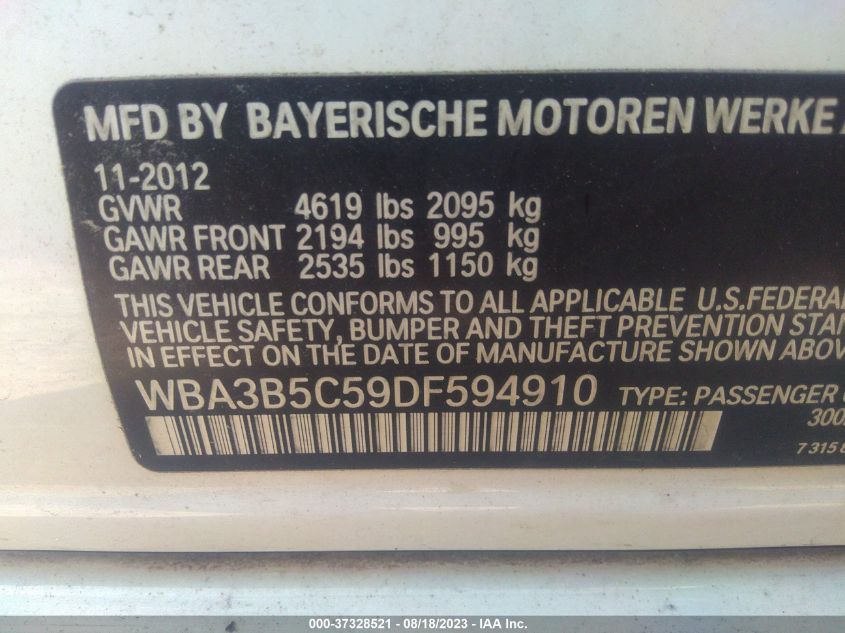 MFD BY BAYERISCHE MOTOREN WERKE
11-2012
GVWR 4619 lbs 2095 kg
GAWR FRONT 2194 lbs 995 kg
GAWR REAR 2535 lbs 1150 kg
THIS VEHICLE CONFORMS TO ALL APPLICABLE U.S.FEDERAL
VEHICLE SAFETY, BUMPER AND THEFT PREVENTION STAN
IN EFFECT ON THE DATE OF MANUFACTURE SHOWN ABOV
WBA3B5C59DF594910 TYPE: PASSENGER
300
7 315 8
000-37328521 - 08/18/2023 - IAA Inc.